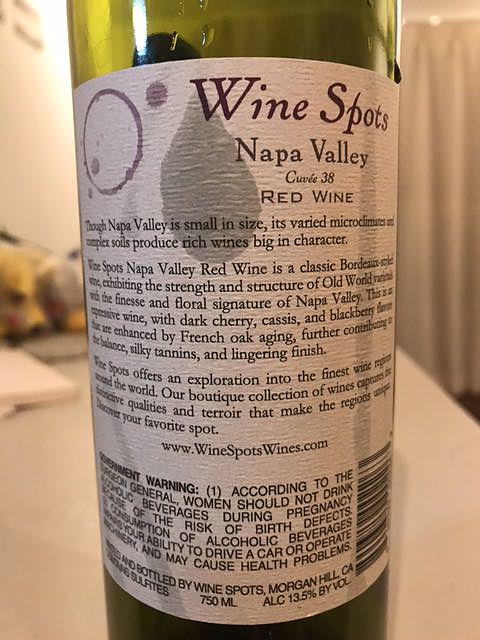 Wine Spots
Napa Valley
Cuvée 38
RED WINE
Though Napa Valley is small in size, its varied microclimates and
complex soils produce rich wines big in character.
Wine Spots Napa Valley Red Wine is a classic Bordeaux-styled
wine, exhibiting the strength and structure of Old World varietals
with the finesse and floral signature of Napa Valley. This is an
expressive wine, with dark cherry, cassis, and blackberry flavors
that are enhanced by French oak aging, further contributing to
the balance, silky tannins, and lingering finish.
Wine Spots offers an exploration into the finest wine regions
around the world. Our boutique collection of wines captures the
distinctive qualities and terroir that make the regions unique.
Discover your favorite spot.
www.WineSpotsWines.com
GOVERNMENT WARNING: (1) ACCORDING TO THE
SURGEON GENERAL, WOMEN SHOULD NOT DRINK
ALCOHOLIC BEVERAGES DURING PREGNANCY
BECAUSE OF THE RISK OF BIRTH DEFECTS.
CONSUMPTION OF ALCOHOLIC BEVERAGES
YOUR ABILITY TO DRIVE A CAR OR OPERATE
AND MAY CAUSE HEALTH PROBLEMS.
AND BOTTLED BY WINE SPOTS, MORGAN HILL, CA
SULFITES 750 ML ALC 13.5% BY VOL